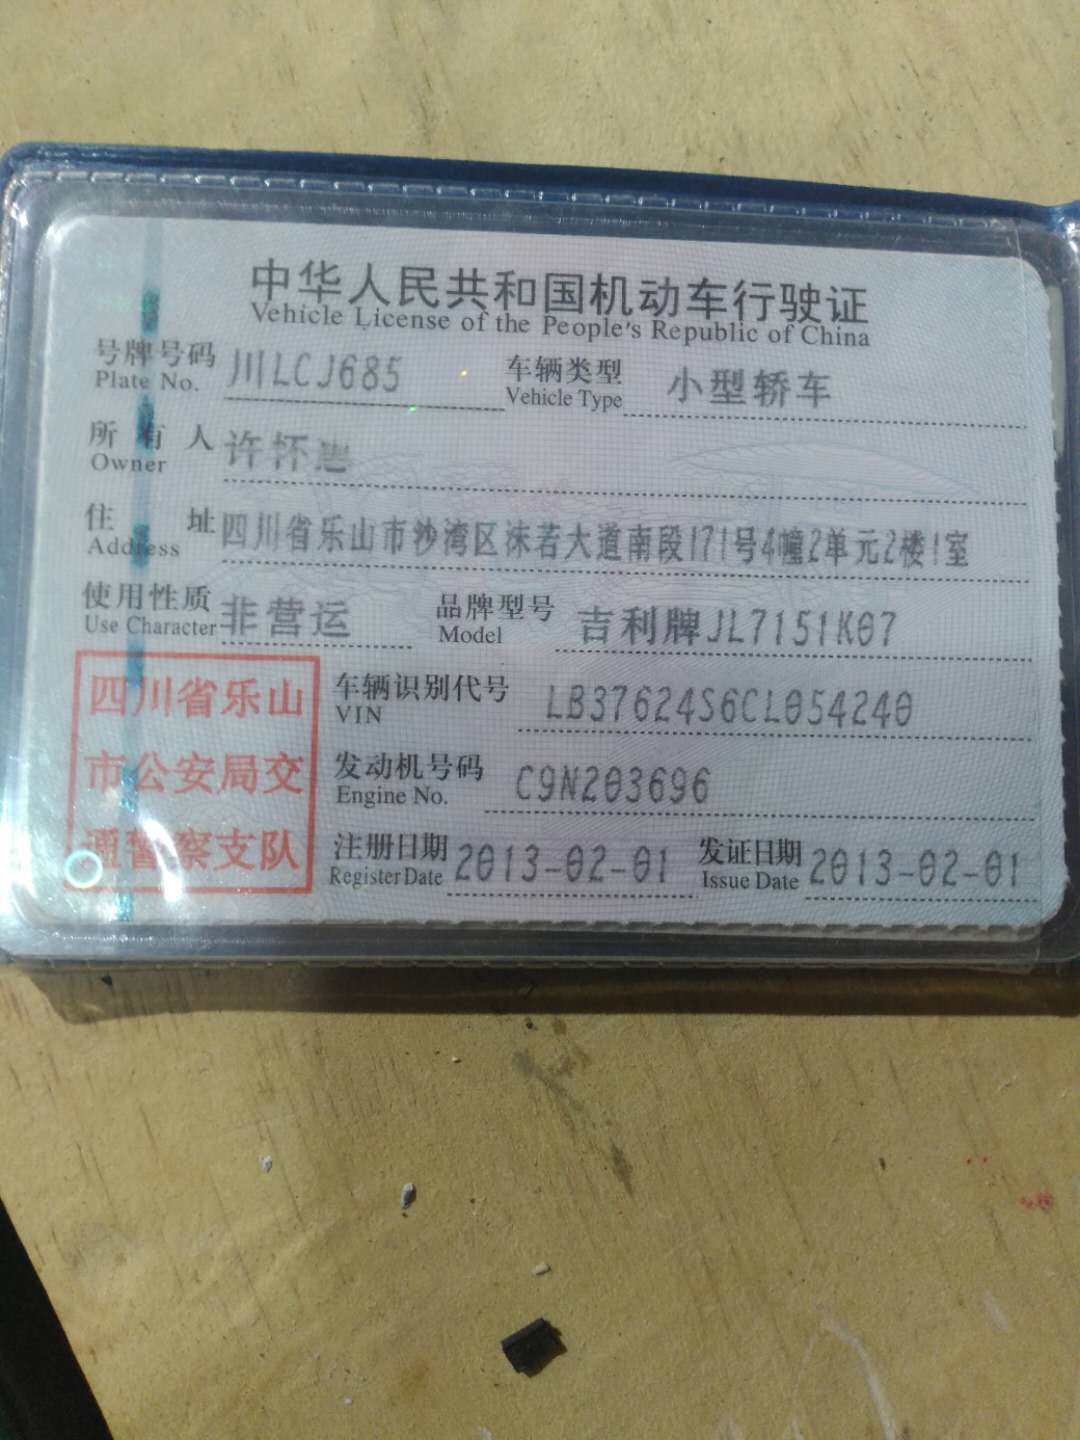 中华人民共和国机动车行驶证
Vehicle License of the People's Republic of China
号牌号码 川LCJ685 车辆类型 小型轿车
Plate No. Vehicle Type
所有人 许怀
Owner
住址 四川省乐山市沙湾区沫若大道南段171号4幢2单元2楼1室
Address
使用性质 非营运 品牌型号 吉利牌JL7151K07
Use Character Model
四川省乐山
市公安局交
通警察支队
车辆识别代号 LB37624S6CL054240
VIN
发动机号码 C9N203696
Engine No.
注册日期 2013-02-01 发证日期 2013-02-01
Register Date Issue Date